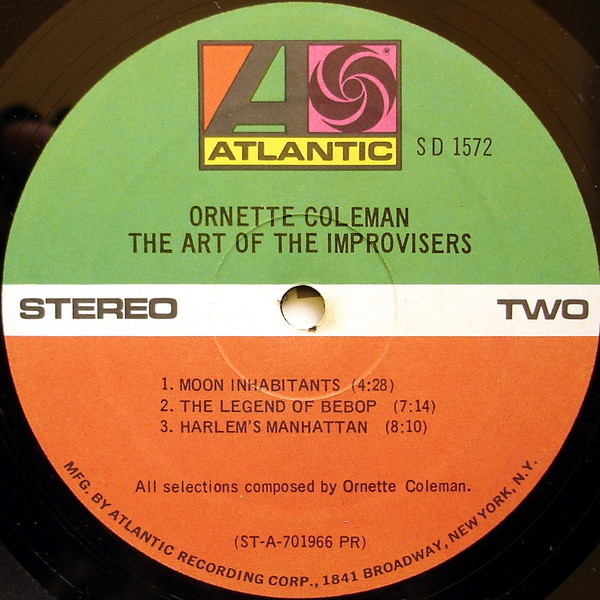 ATLANTIC
SD 1572
ORNETTE COLEMAN
THE ART OF THE IMPROVISERS
STEREO
TWO
1. MOON INHABITANTS (4:28)
2. THE LEGEND OF BEBOP (7:14)
3. HARLEM'S MANHATTAN (8:10)
All selections composed by Ornette Coleman.
(ST-A-701966 PR)
MFG. BY ATLANTIC RECORDING CORP., 1841 BROADWAY, NEW YORK, N.Y.